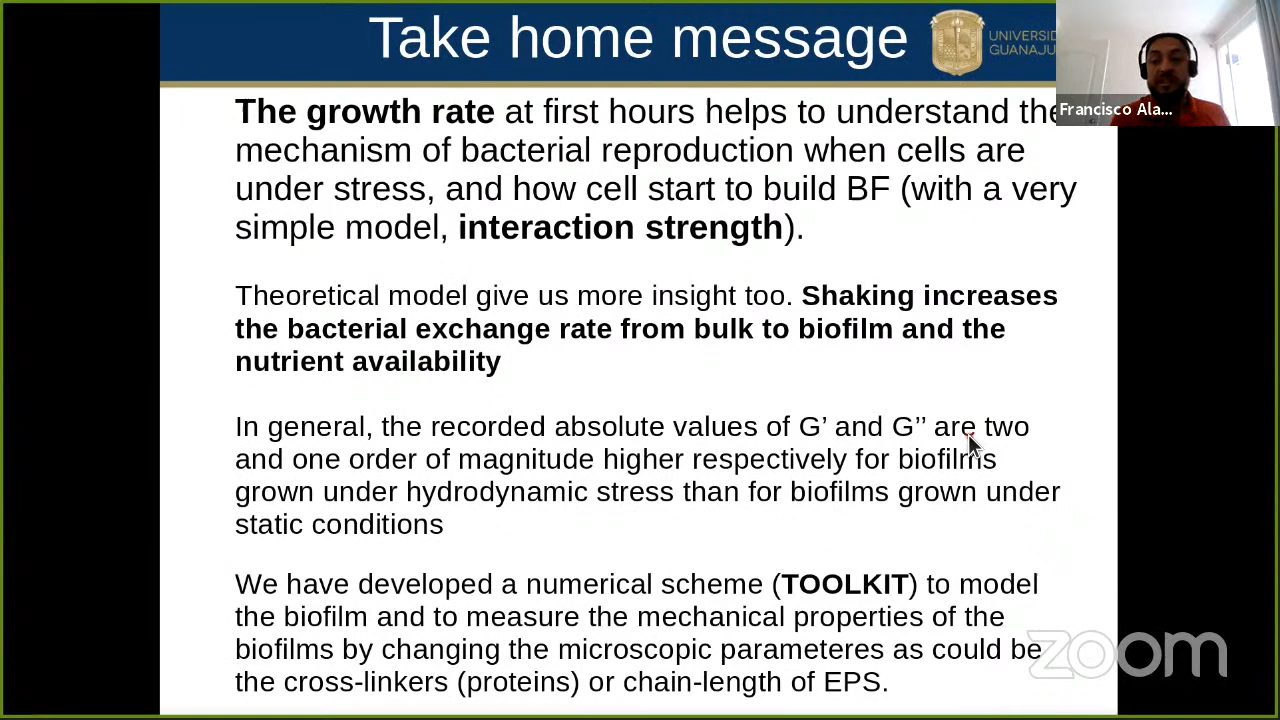 Take home message
UNIVERSID
GUANAJU
Francisco Ala...
The growth rate at first hours helps to understand the
mechanism of bacterial reproduction when cells are
under stress, and how cell start to build BF (with a very
simple model, interaction strength).
Theoretical model give us more insight too. Shaking increases
the bacterial exchange rate from bulk to biofilm and the
nutrient availability
In general, the recorded absolute values of G’ and G’’ are two
and one order of magnitude higher respectively for biofilms
grown under hydrodynamic stress than for biofilms grown under
static conditions
We have developed a numerical scheme (TOOLKIT) to model
the biofilm and to measure the mechanical properties of the
biofilms by changing the microscopic parameteres as could be
the cross-linkers (proteins) or chain-length of EPS.
zoom